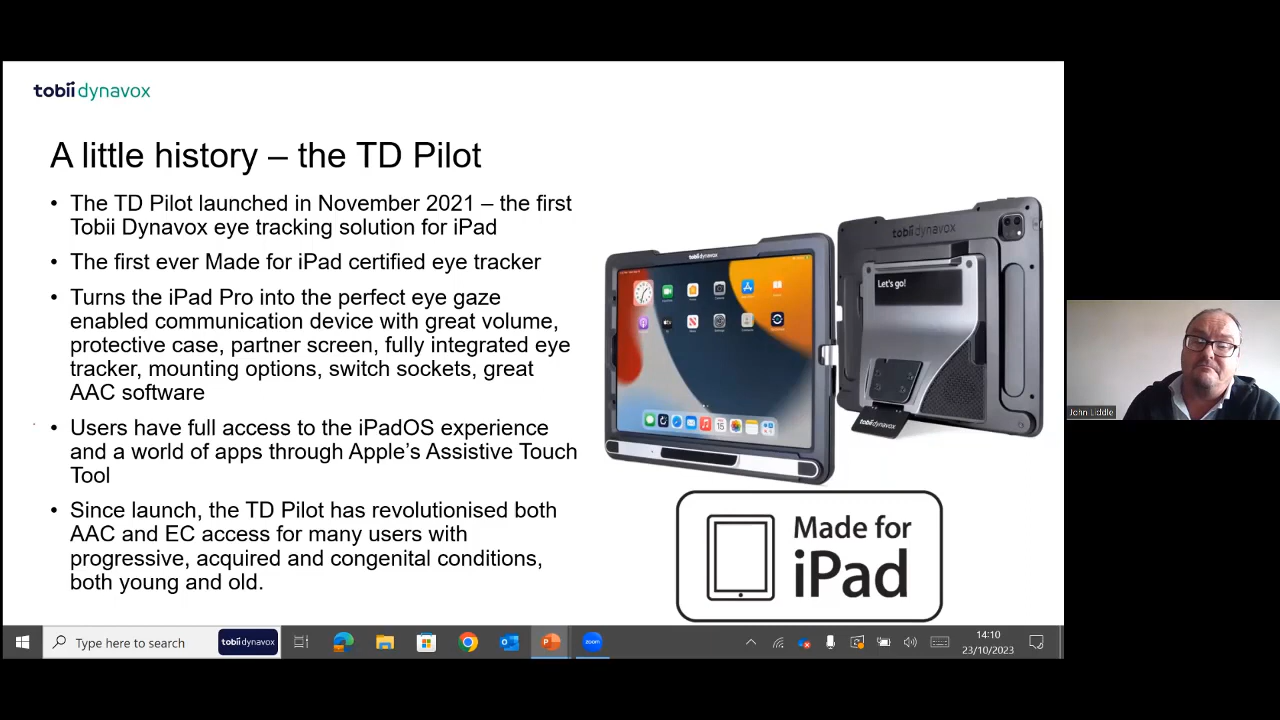 tobii dynavox
A little history – the TD Pilot
• The TD Pilot launched in November 2021 – the first
Tobii Dynavox eye tracking solution for iPad
• The first ever Made for iPad certified eye tracker
• Turns the iPad Pro into the perfect eye gaze
enabled communication device with great volume,
protective case, partner screen, fully integrated eye
tracker, mounting options, switch sockets, great
AAC software
• Users have full access to the iPadOS experience
and a world of apps through Apple’s Assistive Touch
Tool
• Since launch, the TD Pilot has revolutionised both
AAC and EC access for many users with
progressive, acquired and congenital conditions,
both young and old.
tobii dynavox
tobii dynavox
Let's go!
15
tobii dynavox
Made for
iPad
John Liddle
Type here to search
tobii dynavox
zoom
14:10
23/10/2023